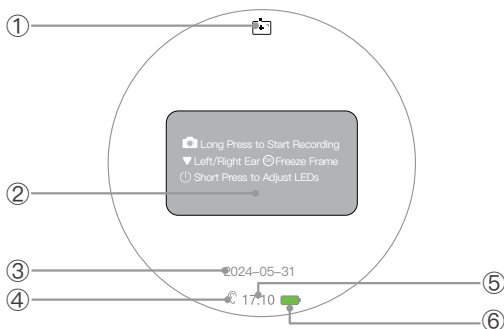 ①
Long Press to Start Recording
Left/Right Ear Freeze Frame
Short Press to Adjust LEDs
②
③ 2024-05-31
④ 17:10 ⑤
⑥